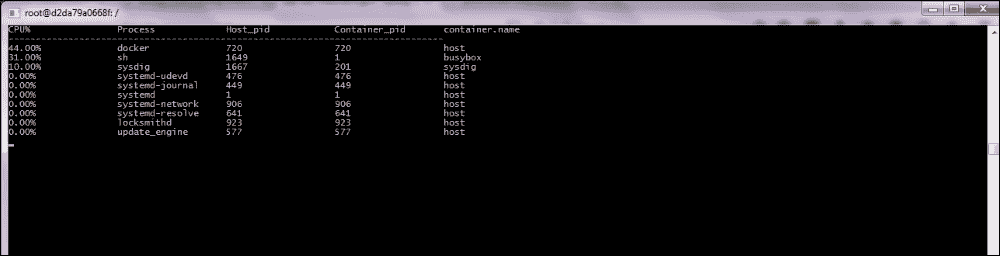 root@d2da79a0668f: /
CPU% Process Host_pid Container_pid container.name
--------------------------------------------------------------------------------
44.00% docker 720 720 host
31.00% sh 1649 1 busybox
10.00% sysdig 1667 201 sysdig
0.00% systemd-udevd 476 476 host
0.00% systemd-journal 449 449 host
0.00% systemd 1 1 host
0.00% systemd-network 906 906 host
0.00% systemd-resolve 641 641 host
0.00% locksmithd 923 923 host
0.00% update_engine 577 577 host